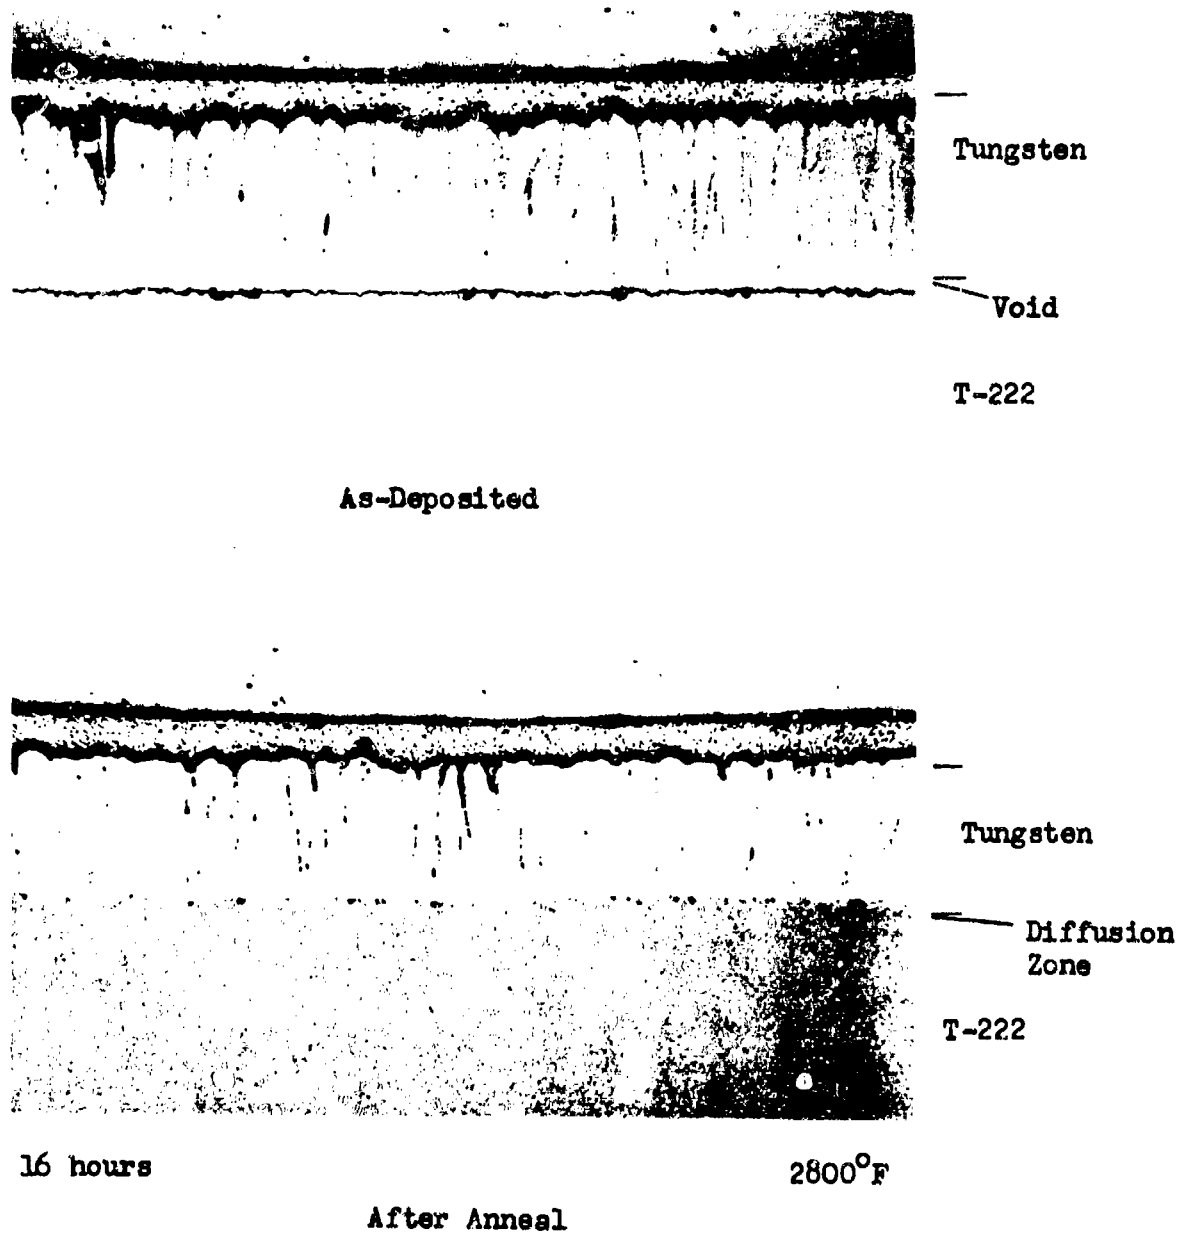 Tungsten
Void
T-222
As-Deposited
Tungsten
Diffusion
Zone
T-222
16 hours
2800°F
After Anneal